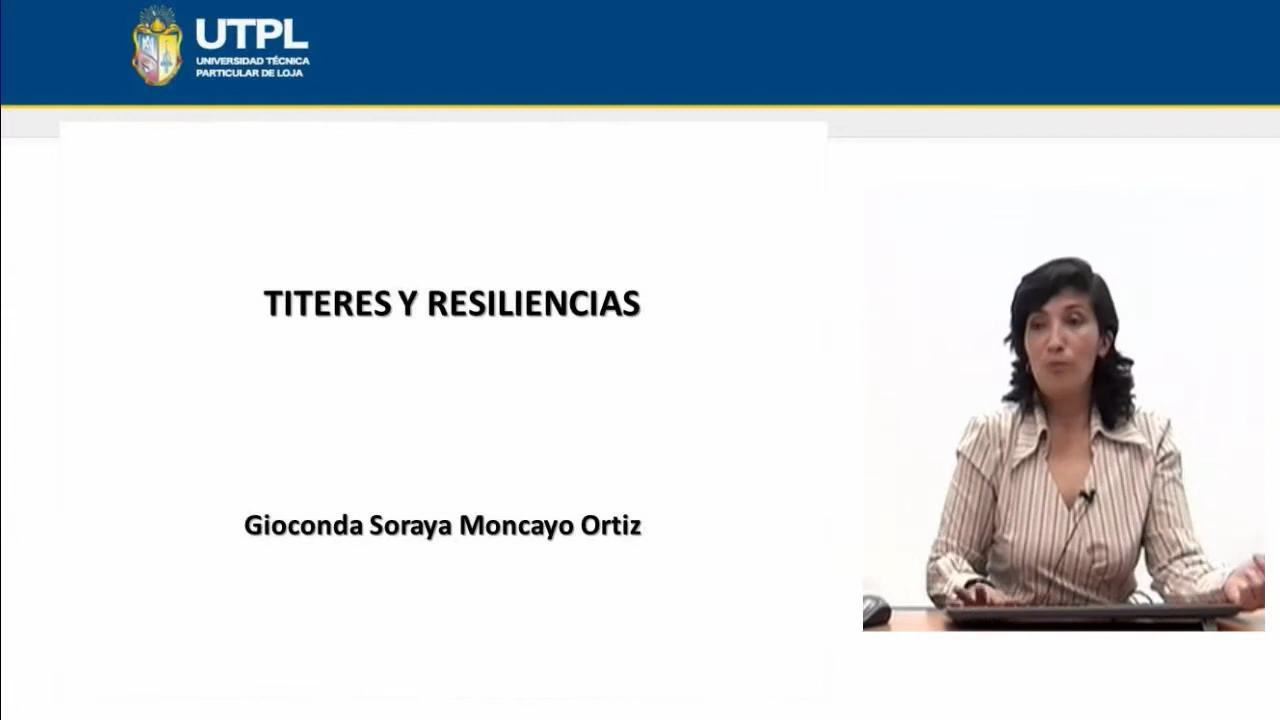 UTPL
UNIVERSIDAD TÉCNICA
PARTICULAR DE LOJA
TITERES Y RESILIENCIAS
Gioconda Soraya Moncayo Ortiz